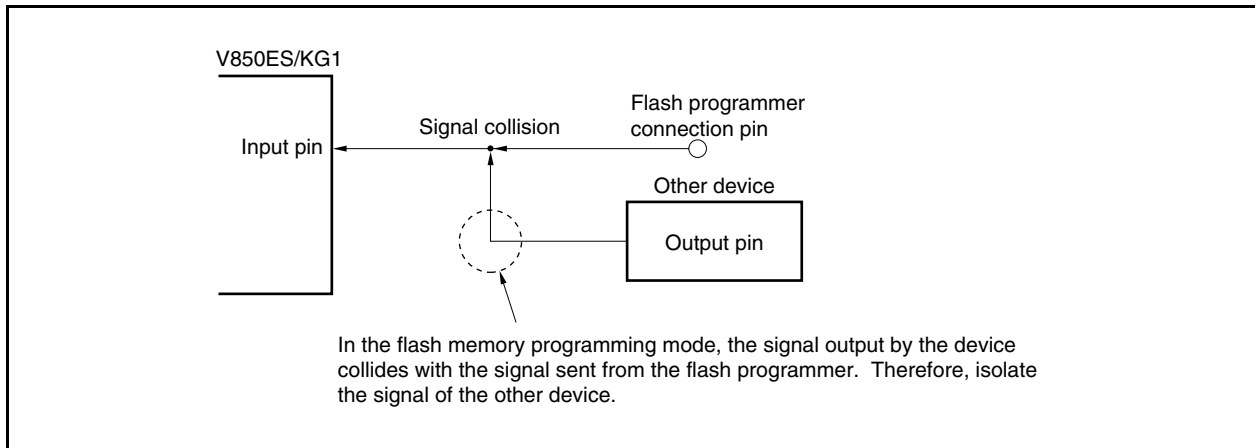 V850ES/KG1
Flash programmer
connection pin
Signal collision
Input pin
Other device
Output pin
In the flash memory programming mode, the signal output by the device
collides with the signal sent from the flash programmer.  Therefore, isolate
the signal of the other device.